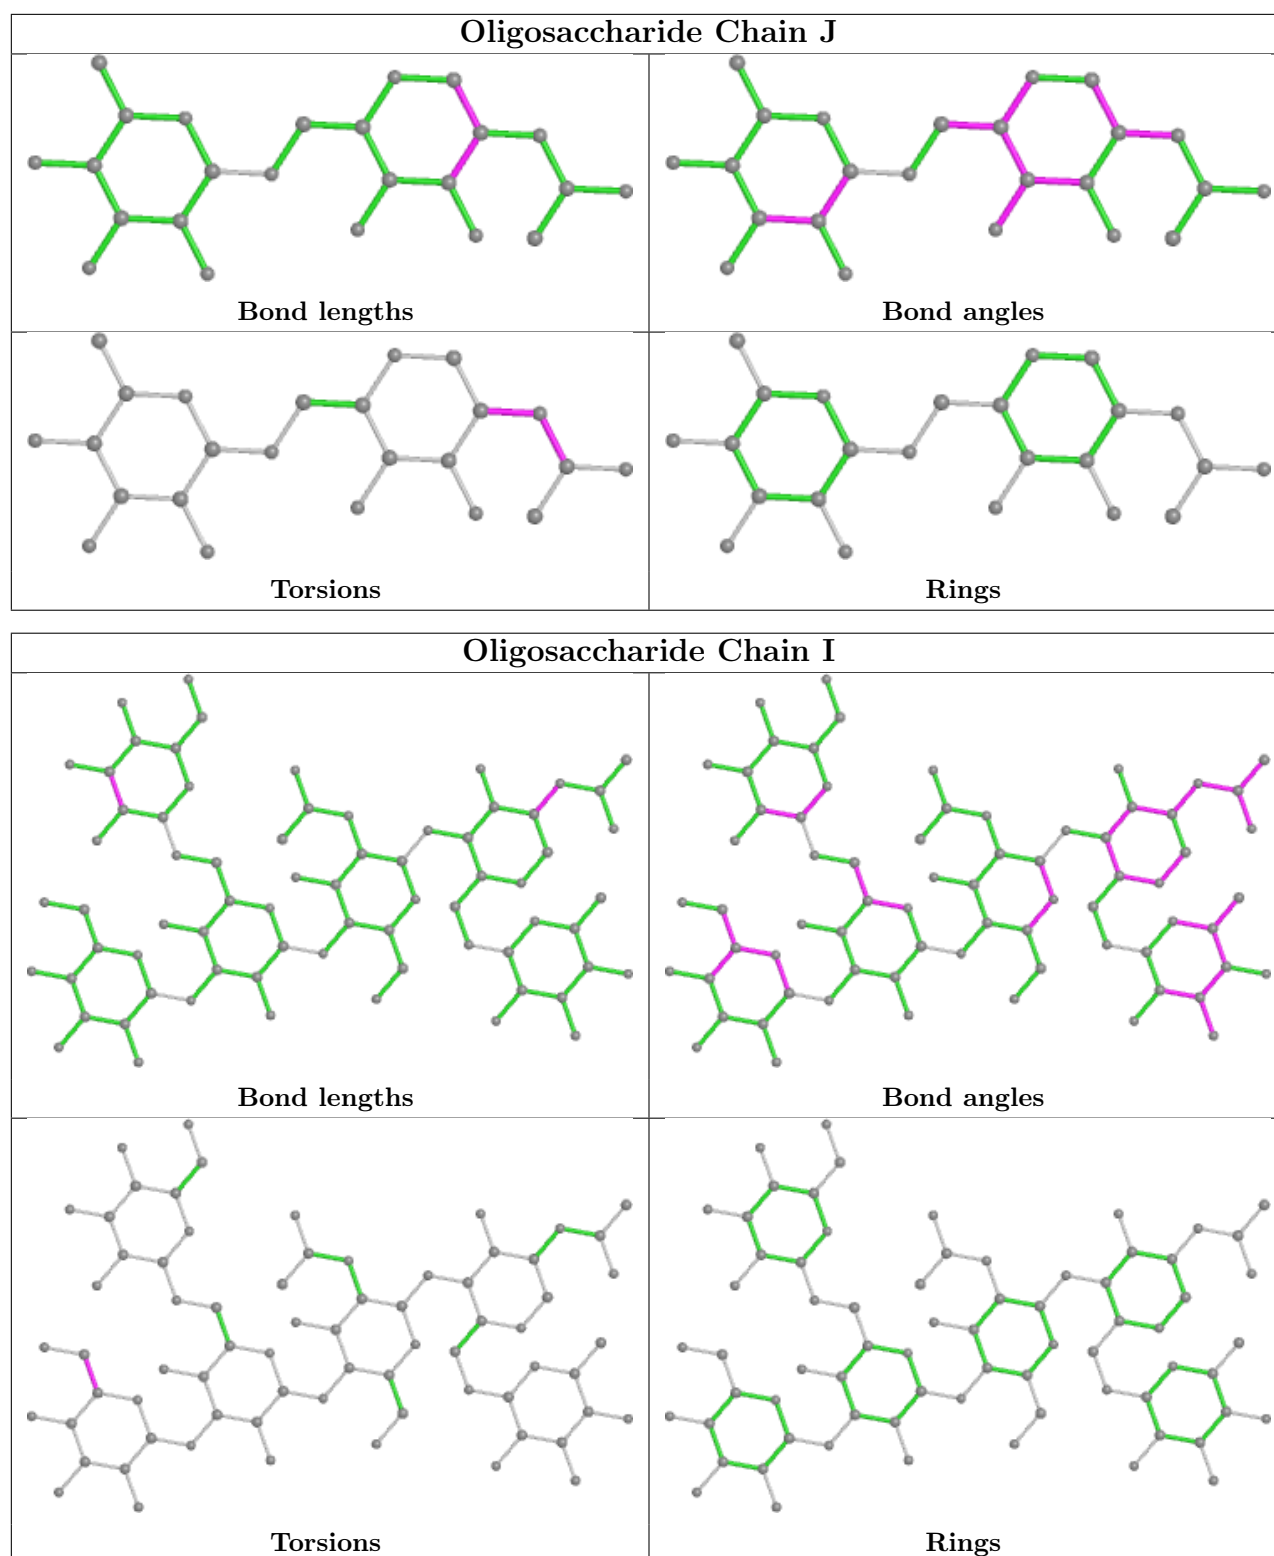 Oligosaccharide Chain J
Bond lengths
Bond angles
Torsions
Rings
Oligosaccharide Chain I
Bond lengths
Bond angles
Torsions
Rings